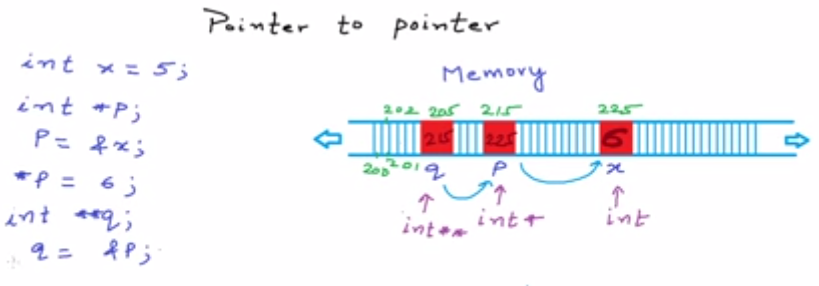 Pointer to pointer
int x = 5;
int *p;
p = &x;
*p = 6;
int **q;
q = &p;
Memory
202 205 215 225
215 225 6
200 201 q p x
int** int* int